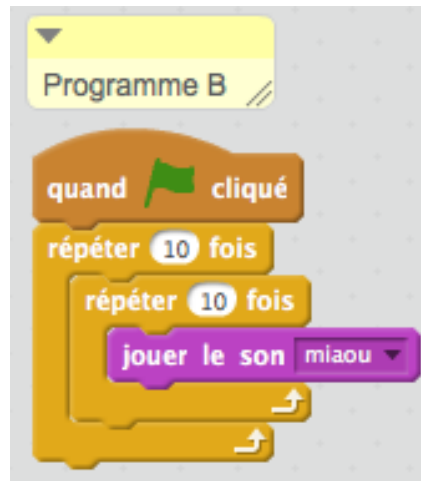 Programme B
quand cliqué
répéter 10 fois
répéter 10 fois
jouer le son miaou